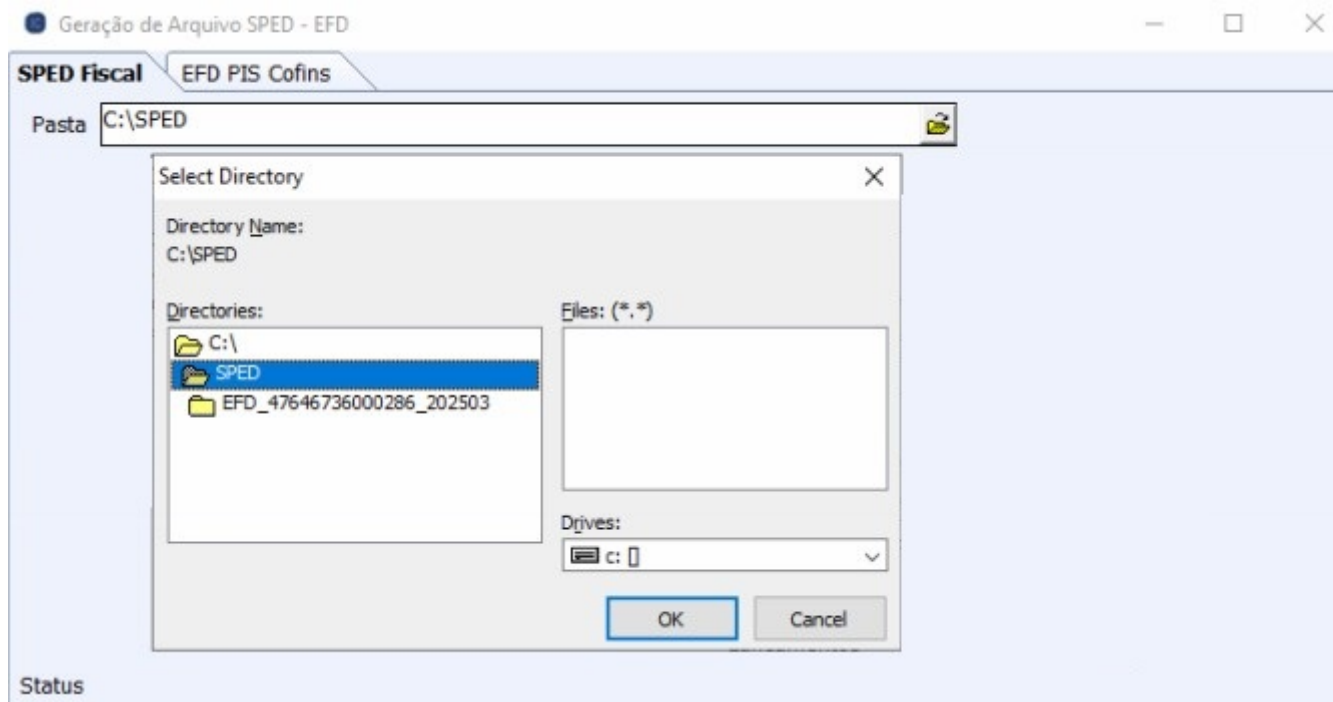 Geração de Arquivo SPED - EFD
SPED Fiscal EFD PIS Cofins
Pasta C:\SPED
Select Directory
Directory Name:
C:\SPED
Directories:
C:\
SPED
EFD_47646736000286_202503
Files: (*.*)
Drives:
c: []
OK Cancel
Status